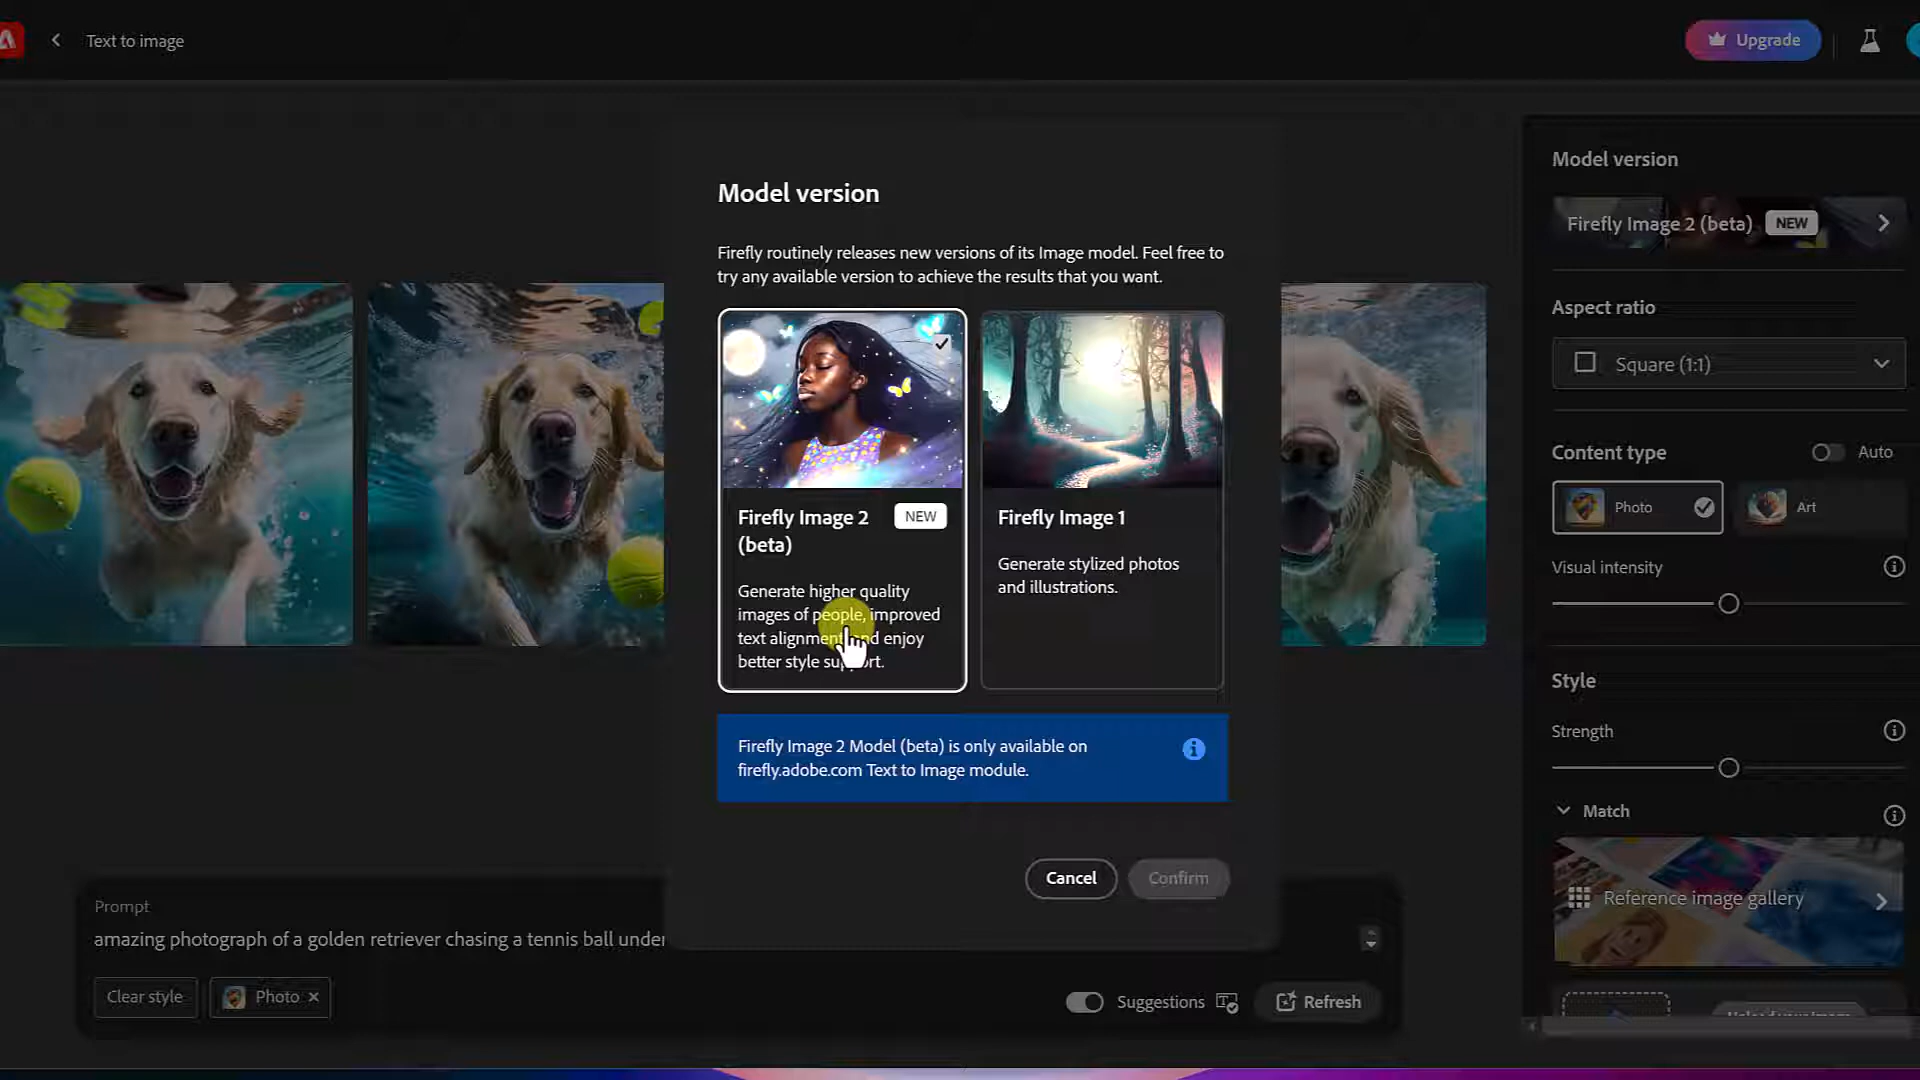 Text to image
Upgrade
Model version
Firefly routinely releases new versions of its Image model. Feel free to
try any available version to achieve the results that you want.
Firefly Image 2
(beta)
NEW
Generate higher quality
images of people, improved
text alignment and enjoy
better style support.
Firefly Image 1
Generate stylized photos
and illustrations.
Firefly Image 2 Model (beta) is only available on
firefly.adobe.com Text to Image module.
Cancel
Confirm
Prompt
amazing photograph of a golden retriever chasing a tennis ball under
Clear style
Photo
Suggestions
Refresh
Model version
Firefly Image 2 (beta)
NEW
Aspect ratio
Square (1:1)
Content type
Auto
Photo
Art
Visual intensity
Style
Strength
Match
Reference image gallery